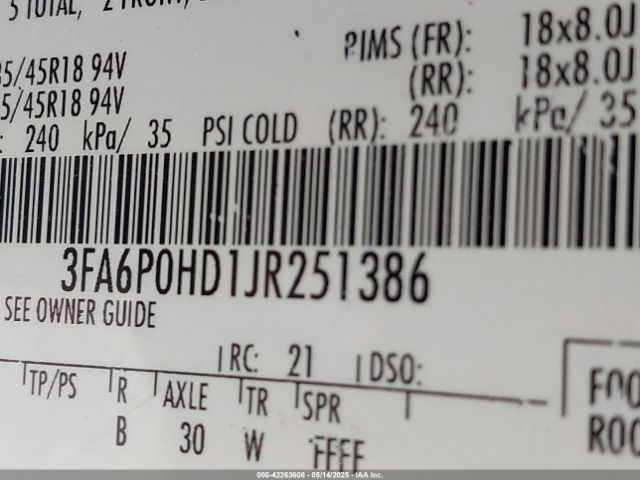 5 TOTAL, 2 FRONT,
RIMS (FR): 18x8.0J
35/45R18 94V (RR): 18x8.0J
5/45R18 94V
: 240 kPa/ 35 PSI COLD (RR): 240 kPa/ 35
3FA6P0HD1JR251386
SEE OWNER GUIDE
RC: 21 DSO:
TP/PS R AXLE TR SPR
B 30 W FFFF
ROO
000-42263608 - 05/14/2025 - IAA Inc.